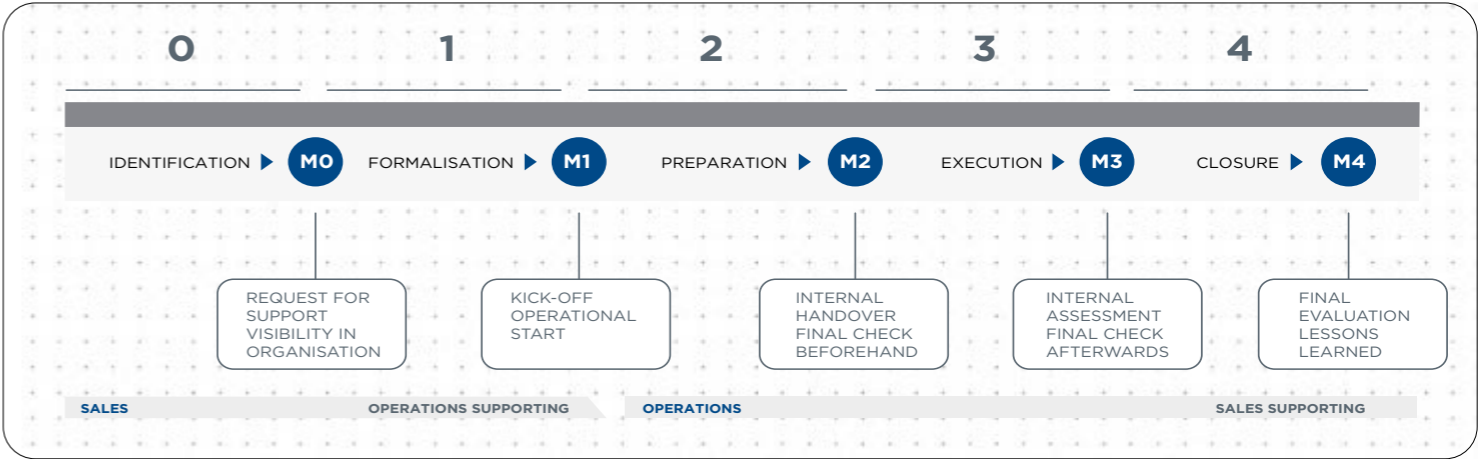 0 1 2 3 4
IDENTIFICATION M0 FORMALISATION M1 PREPARATION M2 EXECUTION M3 CLOSURE M4
REQUEST FOR
SUPPORT
VISIBILITY IN
ORGANISATION
KICK-OFF
OPERATIONAL
START
INTERNAL
HANDOVER
FINAL CHECK
BEFOREHAND
INTERNAL
ASSESSMENT
FINAL CHECK
AFTERWARDS
FINAL
EVALUATION
LESSONS
LEARNED
SALES OPERATIONS SUPPORTING OPERATIONS SALES SUPPORTING